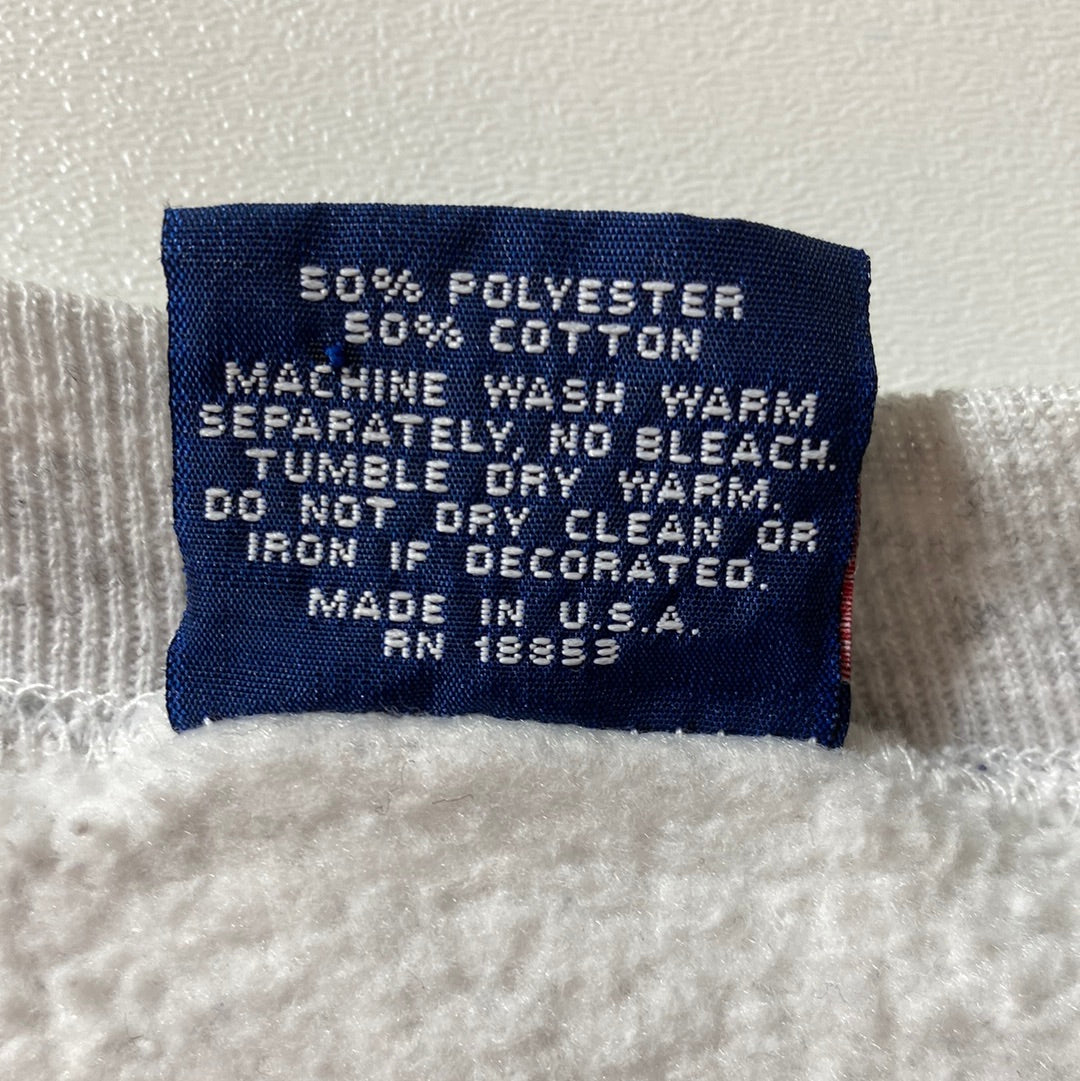 50% POLYESTER
50% COTTON
MACHINE WASH WARM
SEPARATELY, NO BLEACH.
TUMBLE DRY WARM.
DO NOT DRY CLEAN OR
IRON IF DECORATED.
MADE IN U.S.A.
RN 13853